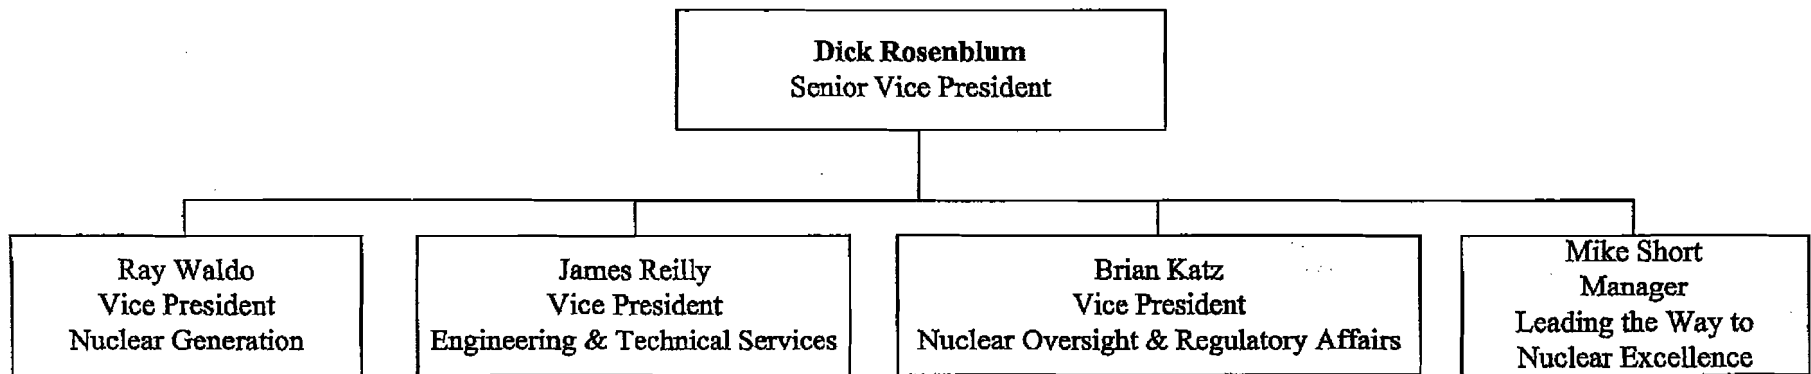 Dick Rosenblum
Senior Vice President
Ray Waldo
Vice President
Nuclear Generation
James Reilly
Vice President
Engineering & Technical Services
Brian Katz
Vice President
Nuclear Oversight & Regulatory Affairs
Mike Short
Manager
Leading the Way to
Nuclear Excellence